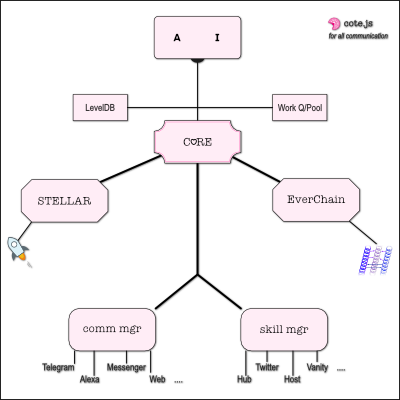 A I
cote.js
for all communication
LevelDB
Work Q/Pool
CORE
STELLAR
EverChain
comm mgr
skill mgr
Telegram
Messenger
Alexa
Web ....
Twitter
Vanity ....
Hub
Host